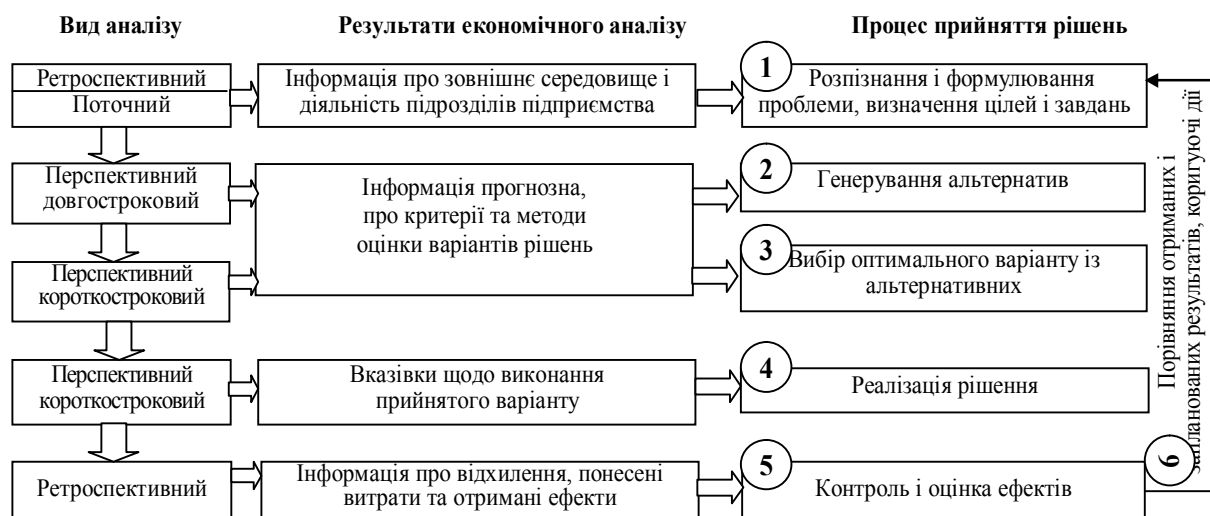 Вид аналізу
Результати економічного аналізу
Процес прийняття рішень
Ретроспективний
Поточний
Інформація про зовнішнє середовище і
діяльність підрозділів підприємства
1
Розпізнання і формулювання
проблеми, визначення цілей і завдань
Перспективний
довгостроковий
Інформація прогнозна,
про критерії та методи
оцінки варіантів рішень
2
Генерування альтернатив
Перспективний
короткостроковий
3
Вибір оптимального варіанту із
альтернативних
Перспективний
короткостроковий
Вказівки щодо виконання
прийнятого варіанту
4
Реалізація рішення
Ретроспективний
Інформація про відхилення, понесені
витрати та отримані ефекти
5
Контроль і оцінка ефектів
6
Порівняння отриманих і
запланованих результатів, коригуючі дії